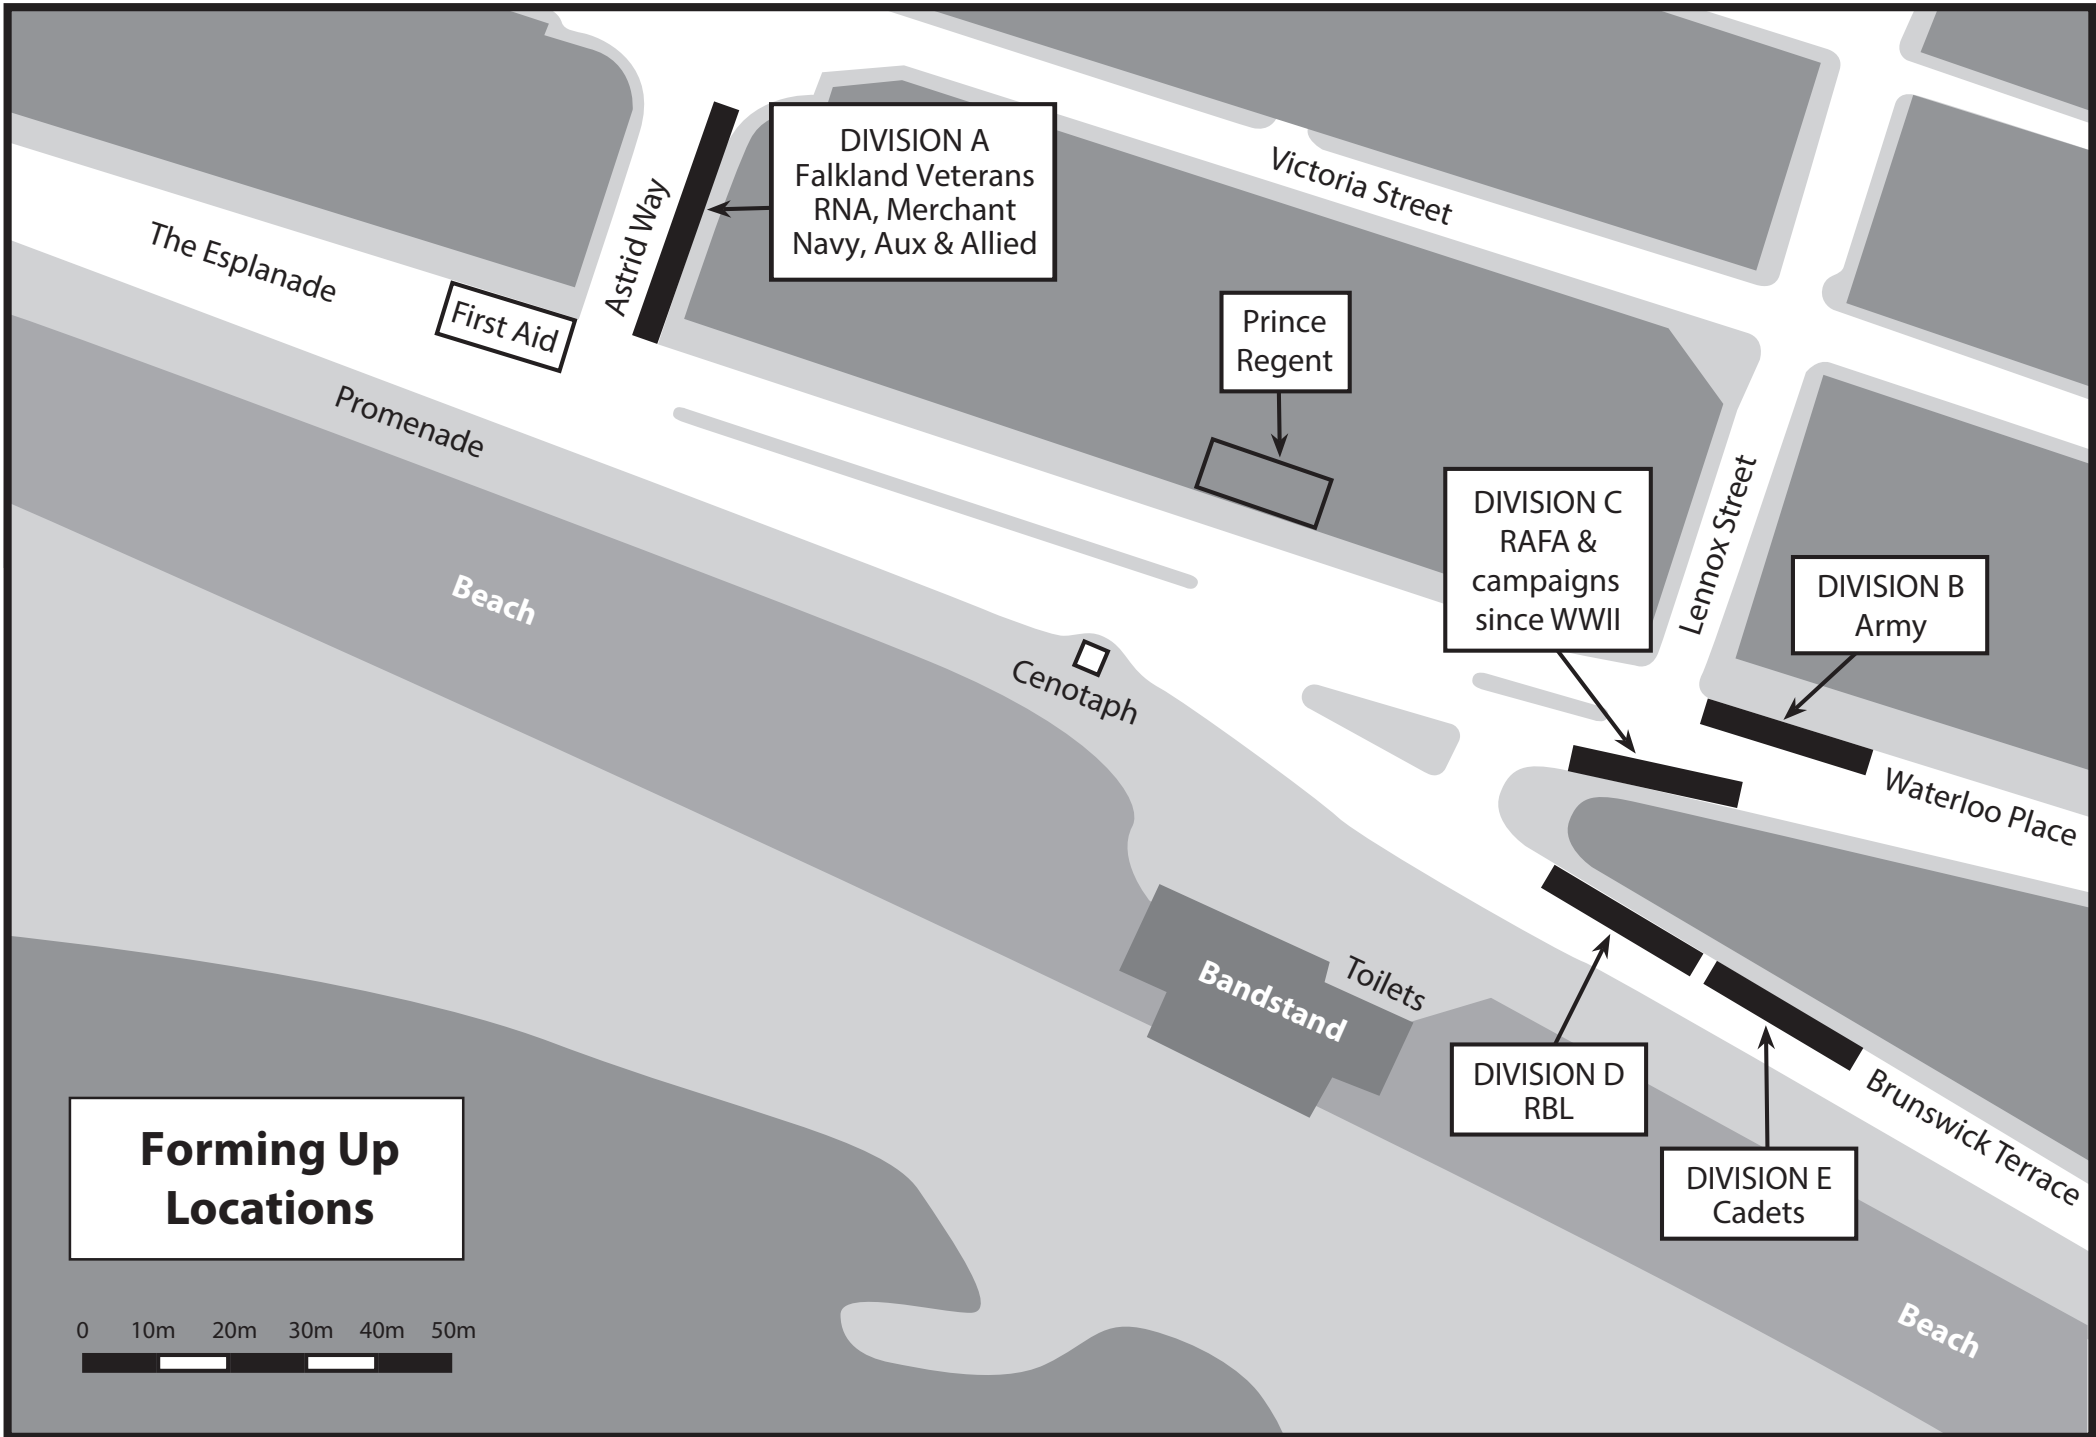 DIVISION A
Falkland Veterans
RNA, Merchant
Navy, Aux & Allied
Victoria Street
The Esplanade
Astrid Way
First Aid
Prince
Regent
Promenade
DIVISION C
RAFA &
campaigns
since WWII
Lennox Street
DIVISION B
Army
Beach
Cenotaph
Waterloo Place
Bandstand
Toilets
DIVISION D
RBL
Brunswick Terrace
DIVISION E
Cadets
Forming Up
Locations
0 10m 20m 30m 40m 50m
Beach